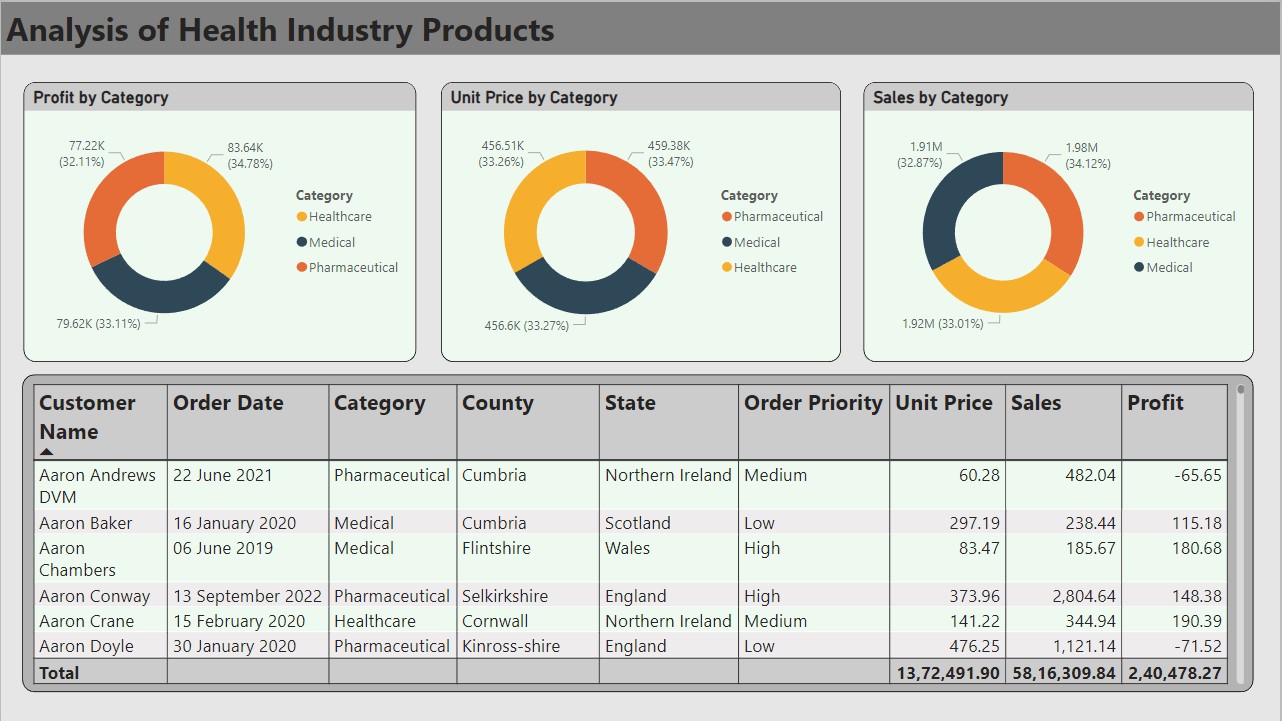 Analysis of Health Industry Products
Profit by Category
77.22K
(32.11%)
83.64K
(34.78%)
79.62K (33.11%)
Category
Healthcare
Medical
Pharmaceutical
Unit Price by Category
456.51K
(33.26%)
459.38K
(33.47%)
456.6K (33.27%)
Category
Pharmaceutical
Medical
Healthcare
Sales by Category
1.91M
(32.87%)
1.98M
(34.12%)
1.92M (33.01%)
Category
Pharmaceutical
Healthcare
Medical
Customer Name Order Date Category County State Order Priority Unit Price Sales Profit
Aaron Andrews DVM 22 June 2021 Pharmaceutical Cumbria Northern Ireland Medium 60.28 482.04 -65.65
Aaron Baker 16 January 2020 Medical Cumbria Scotland Low 297.19 238.44 115.18
Aaron Chambers 06 June 2019 Medical Flintshire Wales High 83.47 185.67 180.68
Aaron Conway 13 September 2022 Pharmaceutical Selkirkshire England High 373.96 2,804.64 148.38
Aaron Crane 15 February 2020 Healthcare Cornwall Northern Ireland Medium 141.22 344.94 190.39
Aaron Doyle 30 January 2020 Pharmaceutical Kinross-shire England Low 476.25 1,121.14 -71.52
Total 13,72,491.90 58,16,309.84 2,40,478.27